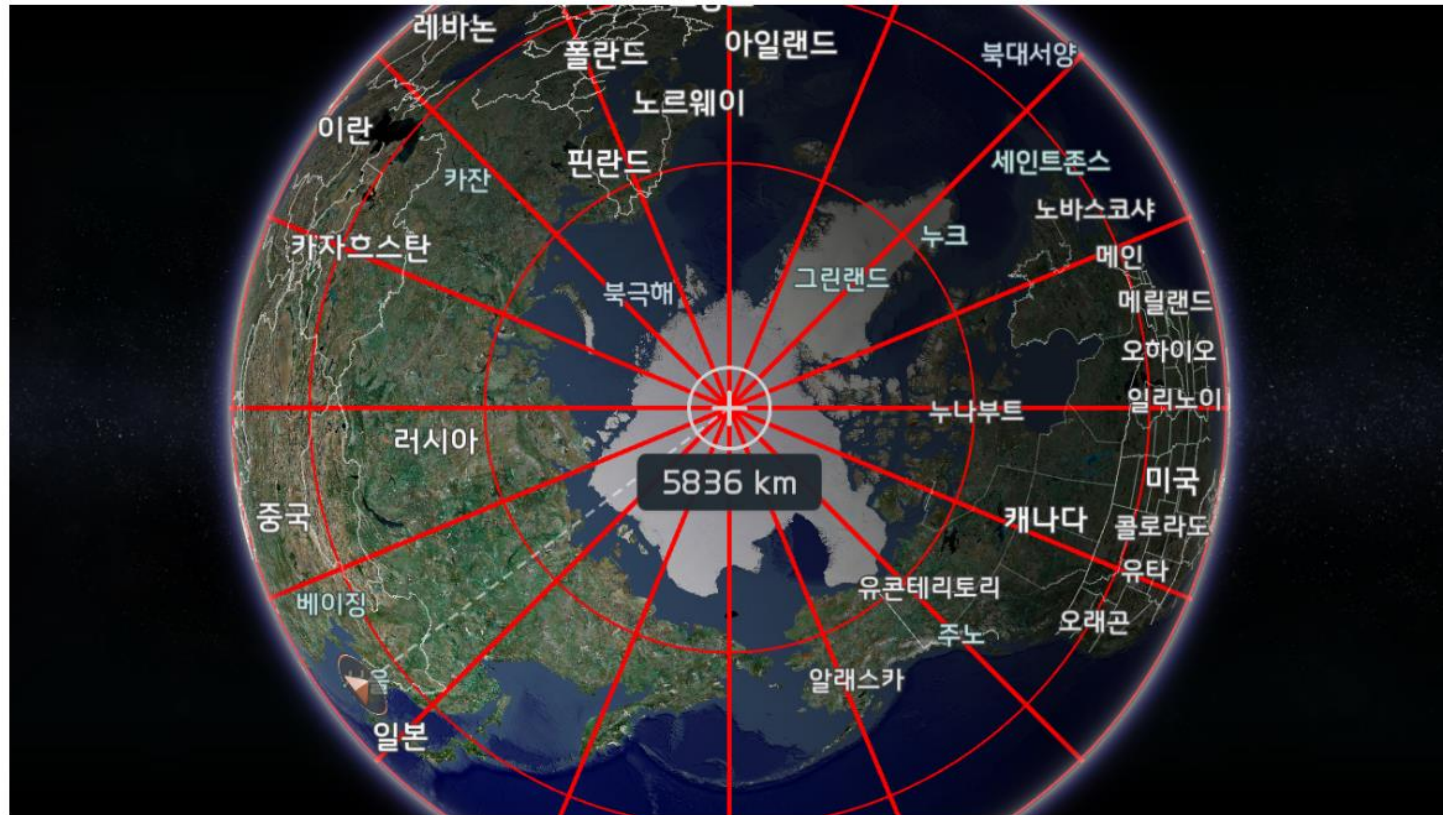 레바논
폴란드
아일랜드
북대서양
노르웨이
이란
핀란드
카잔
세인트존스
노바스코샤
누크
카자흐스탄
메인
그린랜드
북극해
메릴랜드
오하이오
일리노이
누나부트
러시아
5836 km
미국
중국
캐나다
콜로라도
유타
유콘테리토리
베이징
오래곤
주노
알래스카
일본